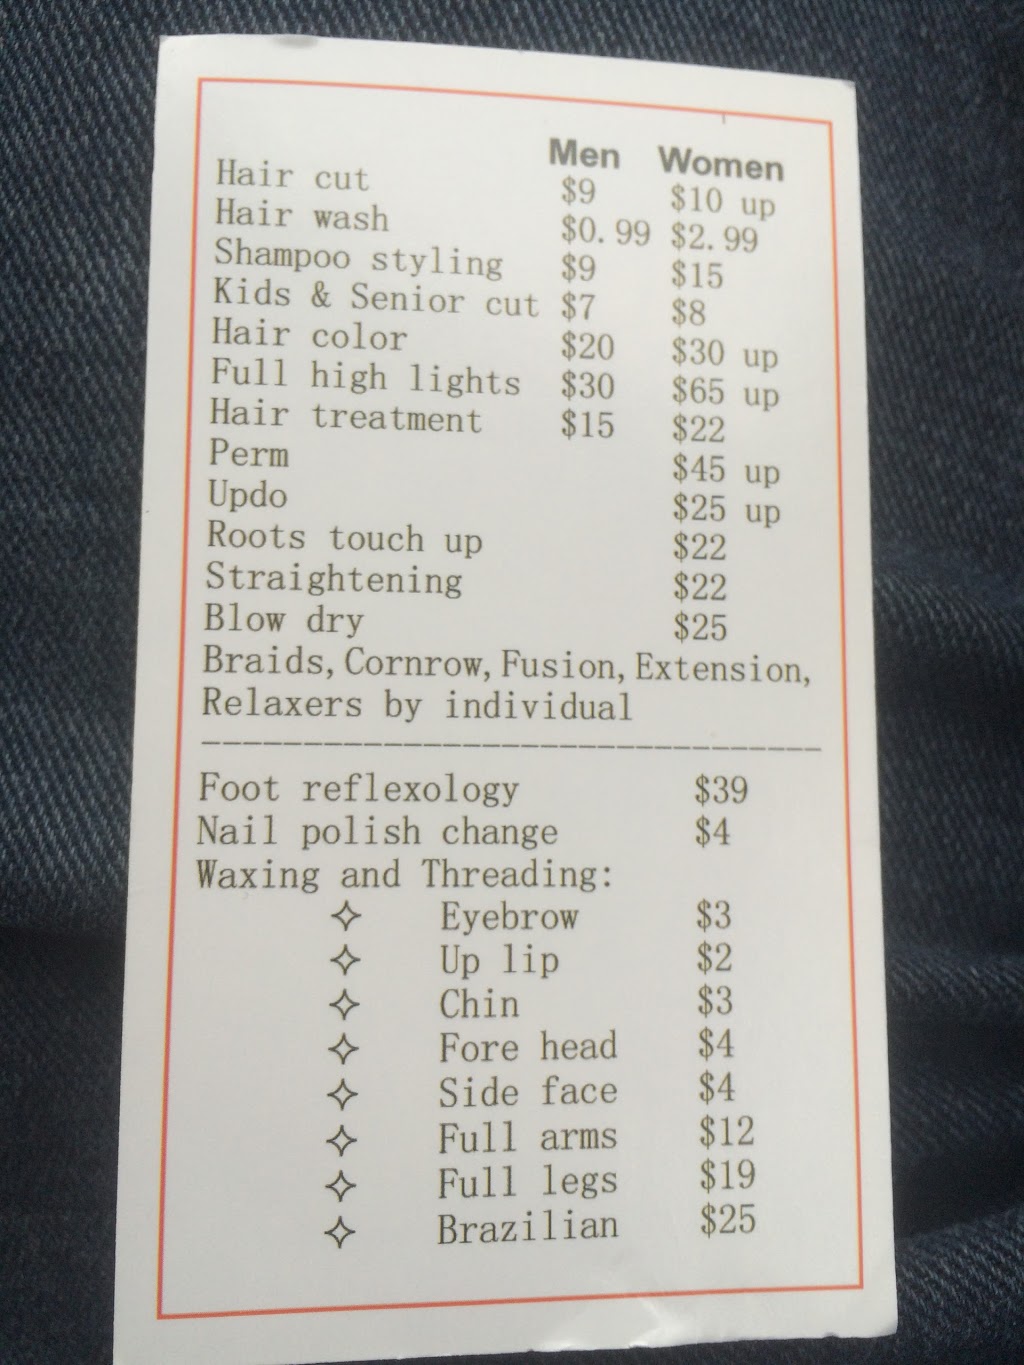 Men Women
Hair cut $9 $10 up
Hair wash $0.99 $2.99
Shampoo styling $9 $15
Kids & Senior cut $7 $8
Hair color $20 $30 up
Full high lights $30 $65 up
Hair treatment $15 $22
Perm $45 up
Updo $25 up
Roots touch up $22
Straightening $22
Blow dry $25
Braids, Cornrow, Fusion, Extension,
Relaxers by individual
--------------------------------
Foot reflexology $39
Nail polish change $4
Waxing and Threading:
✧ Eyebrow $3
✧ Up lip $2
✧ Chin $3
✧ Fore head $4
✧ Side face $4
✧ Full arms $12
✧ Full legs $19
✧ Brazilian $25